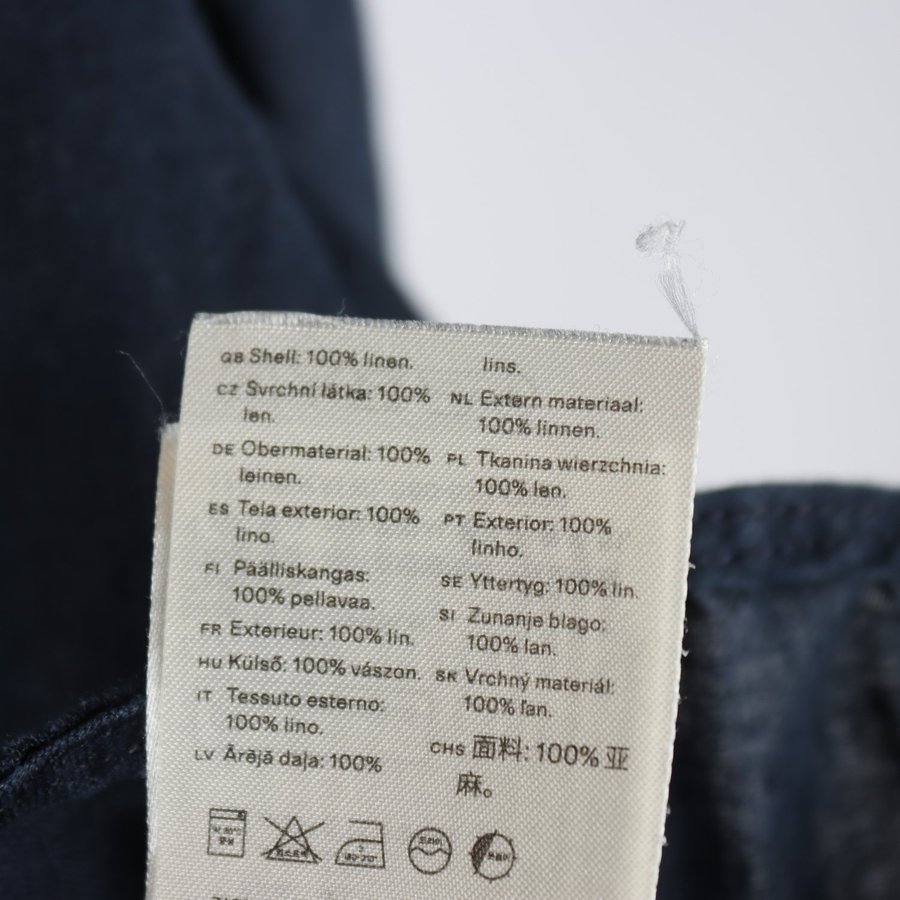 GB Shell: 100% linen.
CZ Svrchní látka: 100%
len.
DE Obermaterial: 100%
leinen.
ES Tela exterior: 100%
lino.
FI Päälliskangas:
100% pellavaa.
FR Exterieur: 100% lin.
HU Külső: 100% vászon.
IT Tessuto esterno:
100% lino.
LV Ārējā daļa: 100%
lins.
NL Extern materiaal:
100% linnen.
PL Tkanina wierzchnia:
100% len.
PT Exterior: 100%
linho.
SE Yttertyg: 100% lin.
SI Zunanje blago:
100% lan.
SK Vrchný materiál:
100% ľan.
CHS 面料: 100% 亚
麻。